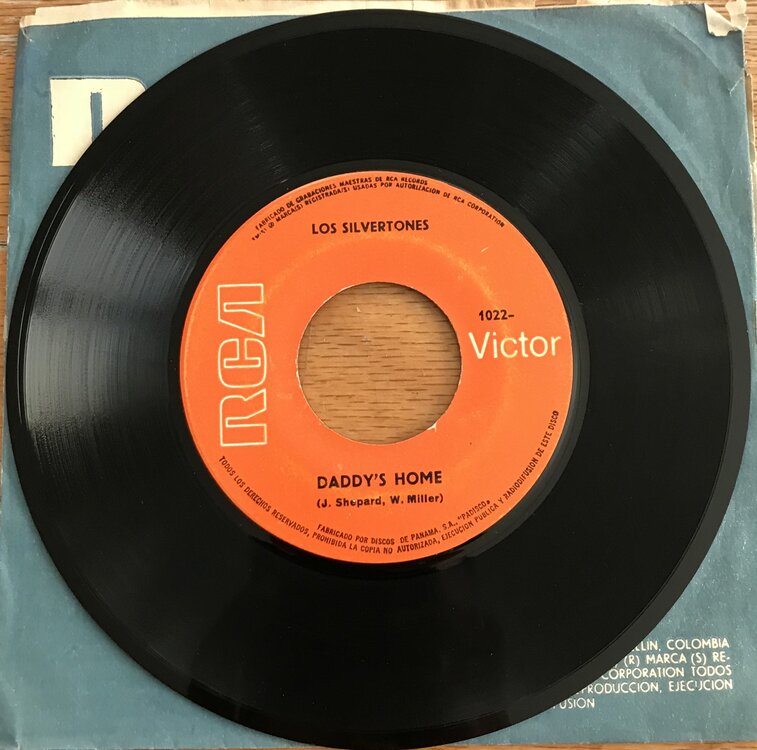 FABRICADO DE GRABACIONES MAESTRAS DE RCA RECORDS
MARCA(S) REGISTRADA(S) USADAS POR AUTORIZACION DE RCA CORPORATION
LOS SILVERTONES
RCA
1022-
Victor
DADDY'S HOME
(J. Shepard, W. Miller)
FABRICADO POR DISCOS DE PANAMA, S.A., "PADISCO"
TODOS LOS DERECHOS RESERVADOS, PROHIBIDA LA COPIA NO AUTORIZADA, EJECUCION PUBLICA Y RADIODIFUSION DE ESTE DISCO
LLIN, COLOMBIA
(R) MARCA (S) RE-
CORPORATION TODOS
PRODUCCION, EJECUCION
FUSION